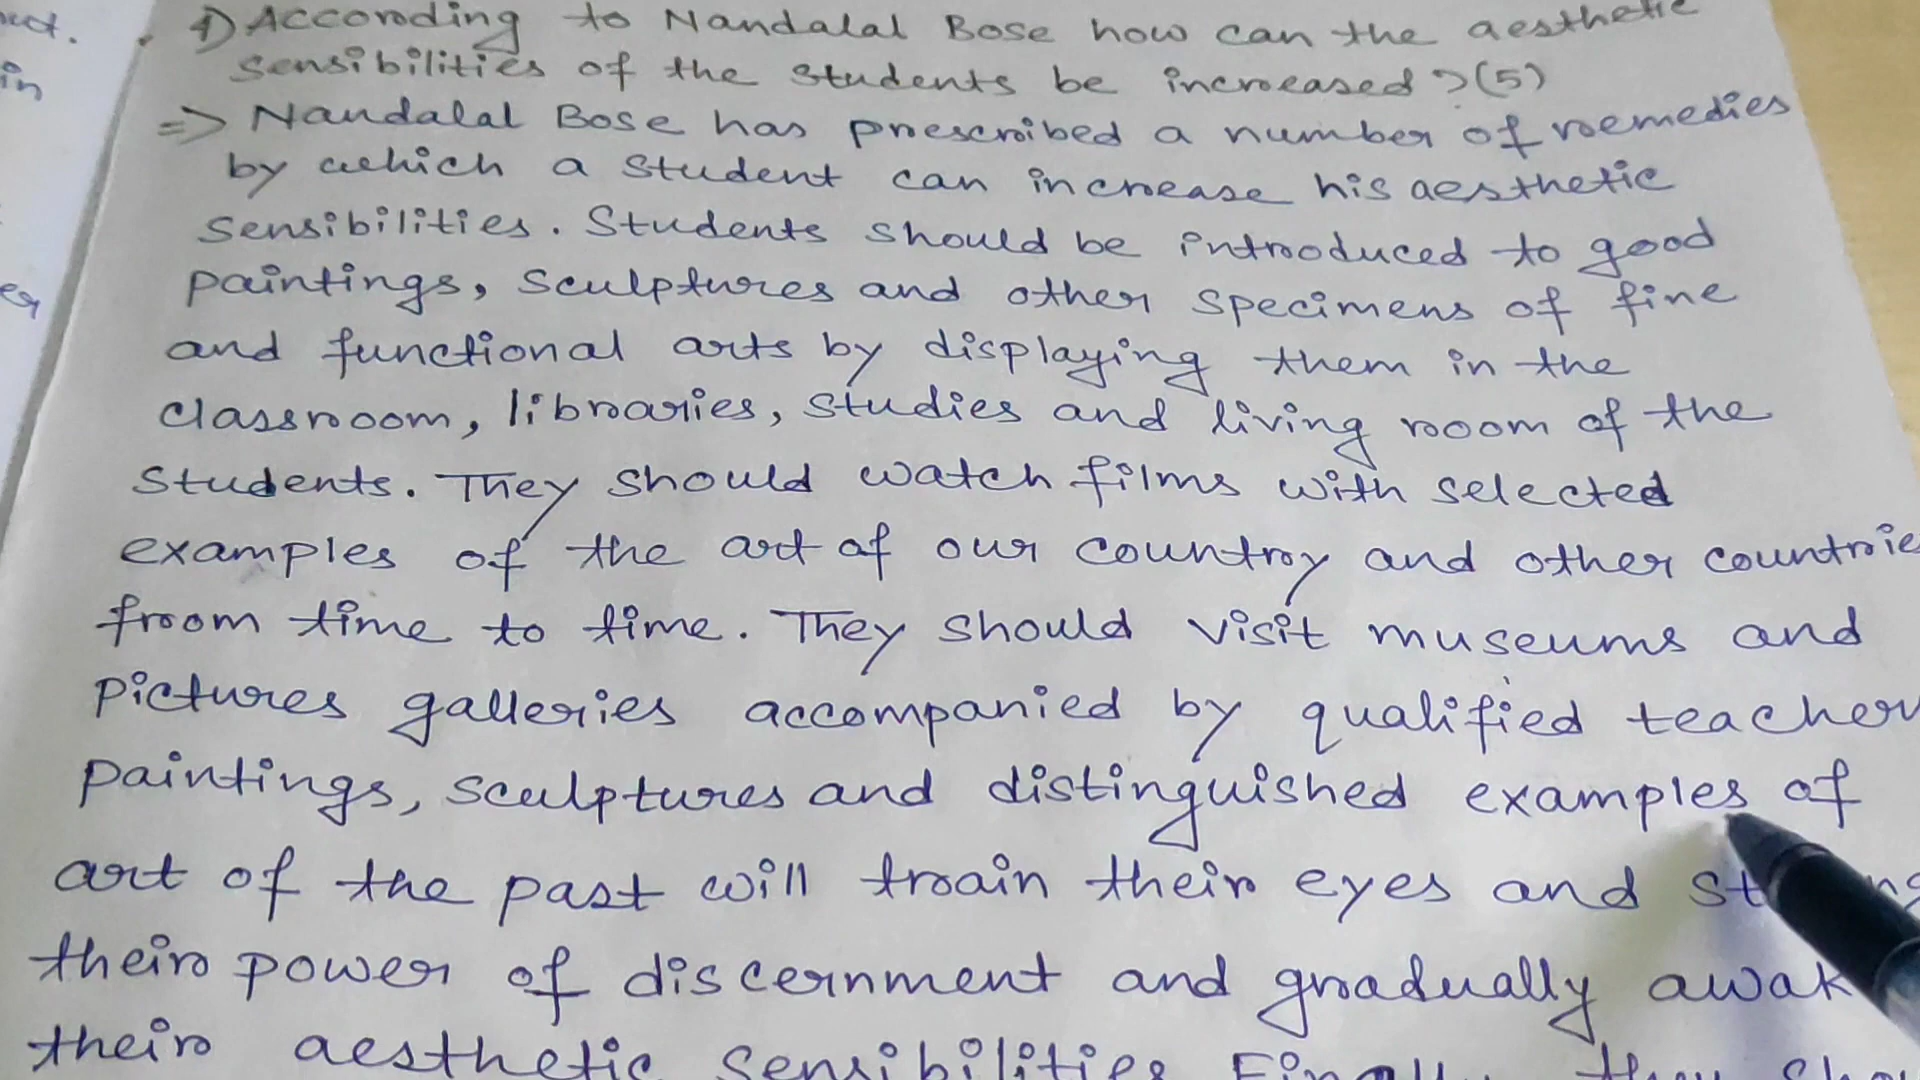 uct.
in
er
1) According to Nandalal Bose how can the aesthetic
sensibilities of the students be increased? (5)
=> Nandalal Bose has prescribed a number of remedies
by which a student can increase his aesthetic
sensibilities. Students should be introduced to good
paintings, sculptures and other specimens of fine
and functional arts by displaying them in the
classroom, libraries, studies and living room of the
students. They should watch films with selected
examples of the art of our country and other countrie
from time to time. They should visit museums and
pictures galleries accompanied by qualified teacher
paintings, sculptures and distinguished examples of
art of the past will train their eyes and
their power of discernment and gradually awak
their aesthetic sensibilities. Finally, they